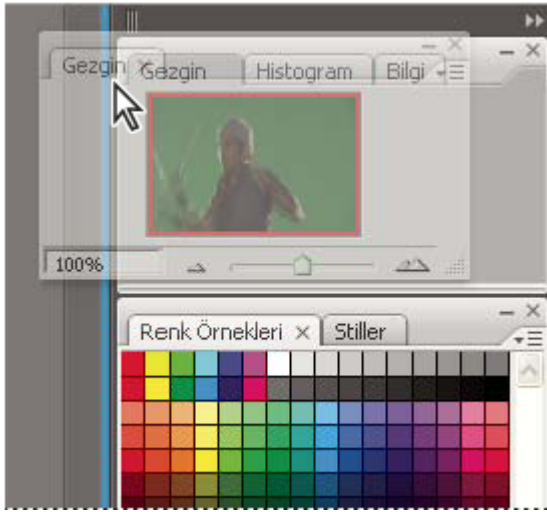 Gezgin ×
Gezgin Histogram Bilgi
100%
Renk Örnekleri × Stiller